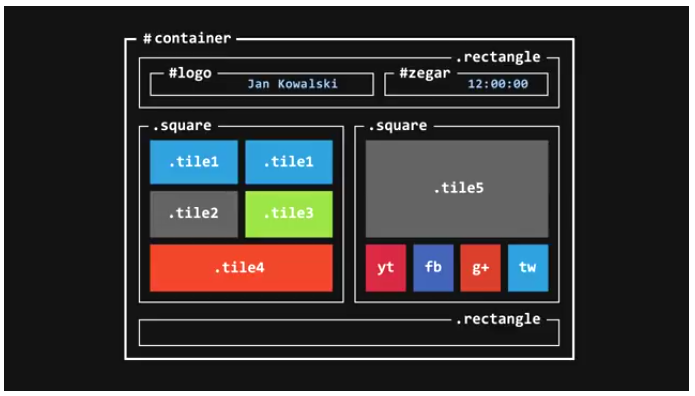 #container
.rectangle
#logo
Jan Kowalski
#zegar
12:00:00
.square
.tile1
.tile1
.tile2
.tile3
.tile4
.square
.tile5
yt
fb
g+
tw
.rectangle